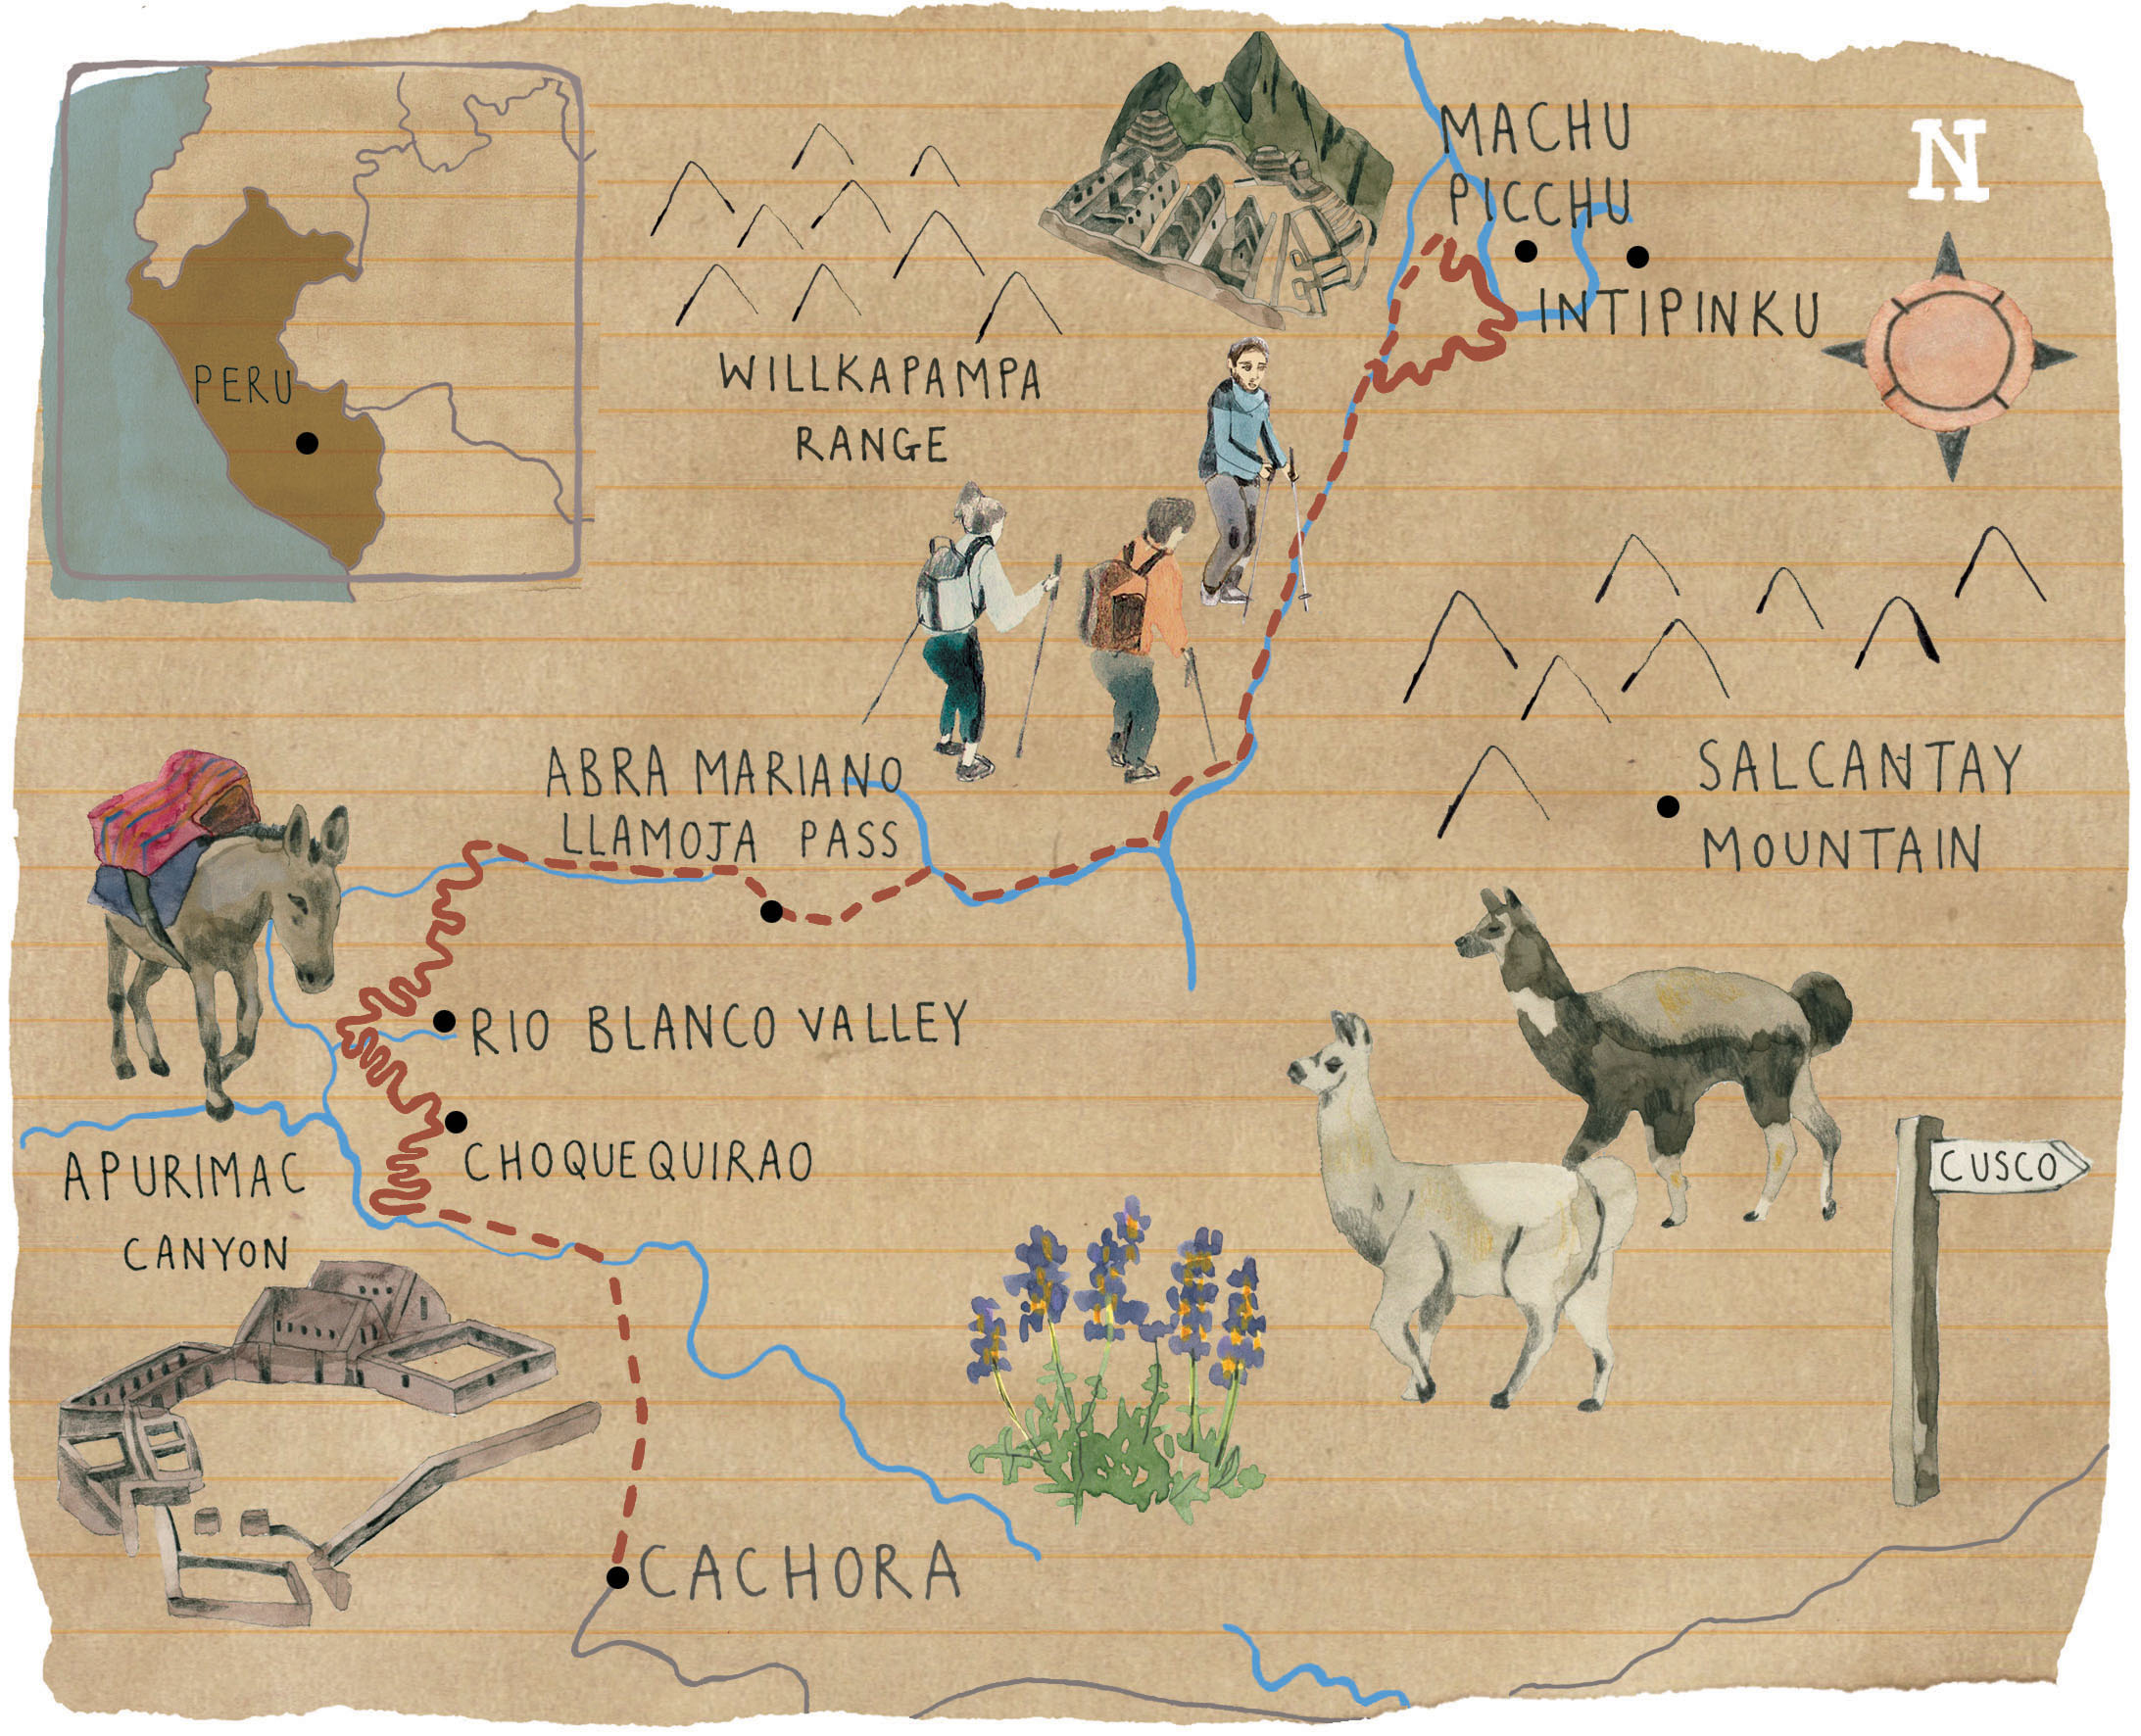 MACHU
PICCHU
N
INTIPINKU
PERU
WILLKAPAMPA
RANGE
ABRA MARIANO
LLAMOJA PASS
SALCANTAY
MOUNTAIN
RIO BLANCO VALLEY
APURIMAC
CANYON
CHOQUEQUIRAO
CUSCO
CACHORA